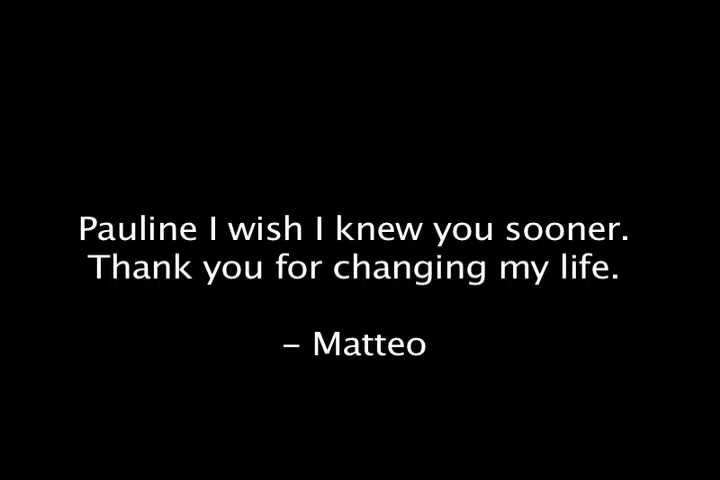 Pauline I wish I knew you sooner.
Thank you for changing my life.
– Matteo